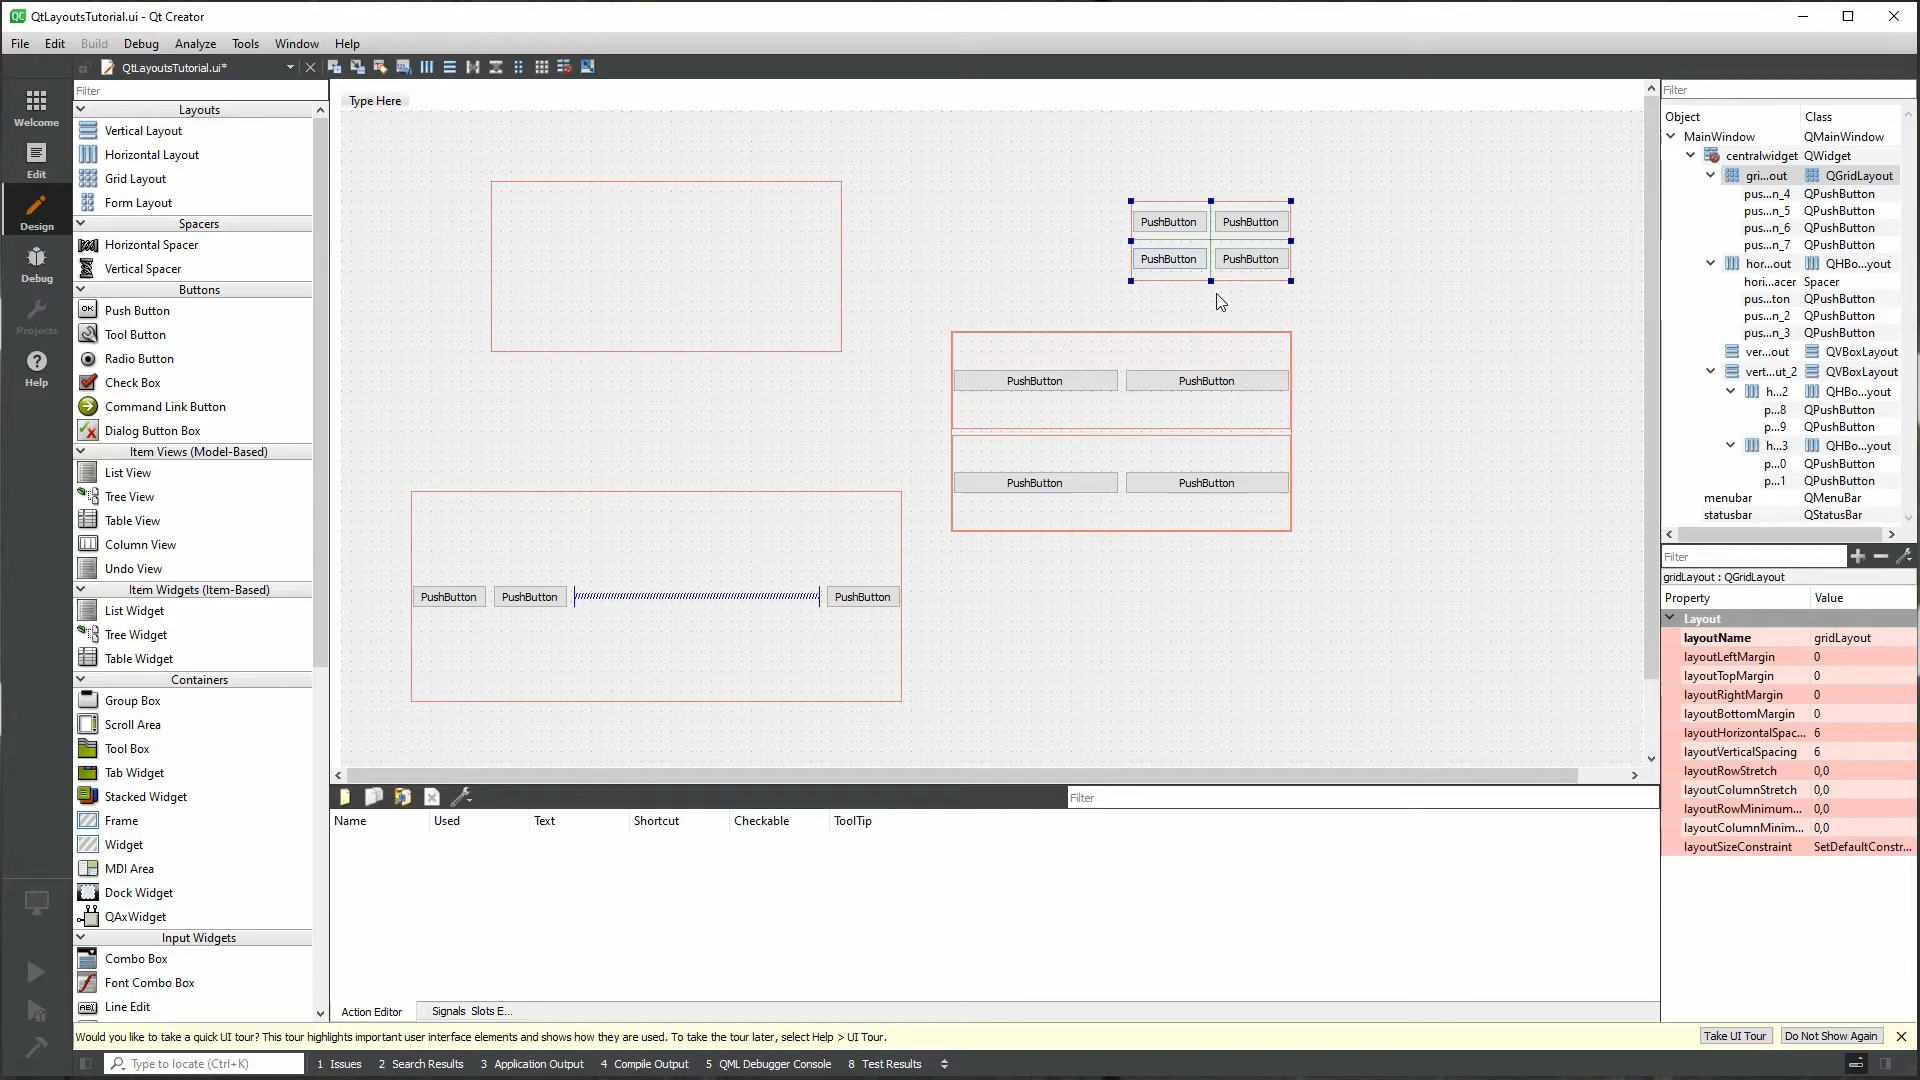 QtLayoutsTutorial.ui - Qt Creator
File Edit Build Debug Analyze Tools Window Help
QtLayoutsTutorial.ui*
Welcome
Edit
Design
Debug
Projects
Help
Filter
Layouts
Vertical Layout
Horizontal Layout
Grid Layout
Form Layout
Spacers
Horizontal Spacer
Vertical Spacer
Buttons
Push Button
Tool Button
Radio Button
Check Box
Command Link Button
Dialog Button Box
Item Views (Model-Based)
List View
Tree View
Table View
Column View
Undo View
Item Widgets (Item-Based)
List Widget
Tree Widget
Table Widget
Containers
Group Box
Scroll Area
Tool Box
Tab Widget
Stacked Widget
Frame
Widget
MDI Area
Dock Widget
QAxWidget
Input Widgets
Combo Box
Font Combo Box
Line Edit
Type Here
PushButton PushButton
PushButton PushButton
PushButton PushButton
PushButton PushButton
PushButton PushButton PushButton
Filter
Name Used Text Shortcut Checkable ToolTip
Action Editor Signals Slots E...
Filter
Object Class
MainWindow QMainWindow
centralwidget QWidget
gri...out QGridLayout
pus...n_4 QPushButton
pus...n_5 QPushButton
pus...n_6 QPushButton
pus...n_7 QPushButton
hor...out QHBo...yout
hori...acer Spacer
pus...ton QPushButton
pus...n_2 QPushButton
pus...n_3 QPushButton
ver...out QVBoxLayout
vert...ut_2 QVBoxLayout
h...2 QHBo...yout
p...8 QPushButton
p...9 QPushButton
h...3 QHBo...yout
p...0 QPushButton
p...1 QPushButton
menubar QMenuBar
statusbar QStatusBar
Filter
gridLayout : QGridLayout
Property Value
Layout
layoutName gridLayout
layoutLeftMargin 0
layoutTopMargin 0
layoutRightMargin 0
layoutBottomMargin 0
layoutHorizontalSpac... 6
layoutVerticalSpacing 6
layoutRowStretch 0,0
layoutColumnStretch 0,0
layoutRowMinimum... 0,0
layoutColumnMinim... 0,0
layoutSizeConstraint SetDefaultConstr...
Would you like to take a quick UI tour? This tour highlights important user interface elements and shows how they are used. To take the tour later, select Help > UI Tour. Take UI Tour Do Not Show Again
Type to locate (Ctrl+K) 1 Issues 2 Search Results 3 Application Output 4 Compile Output 5 QML Debugger Console 8 Test Results